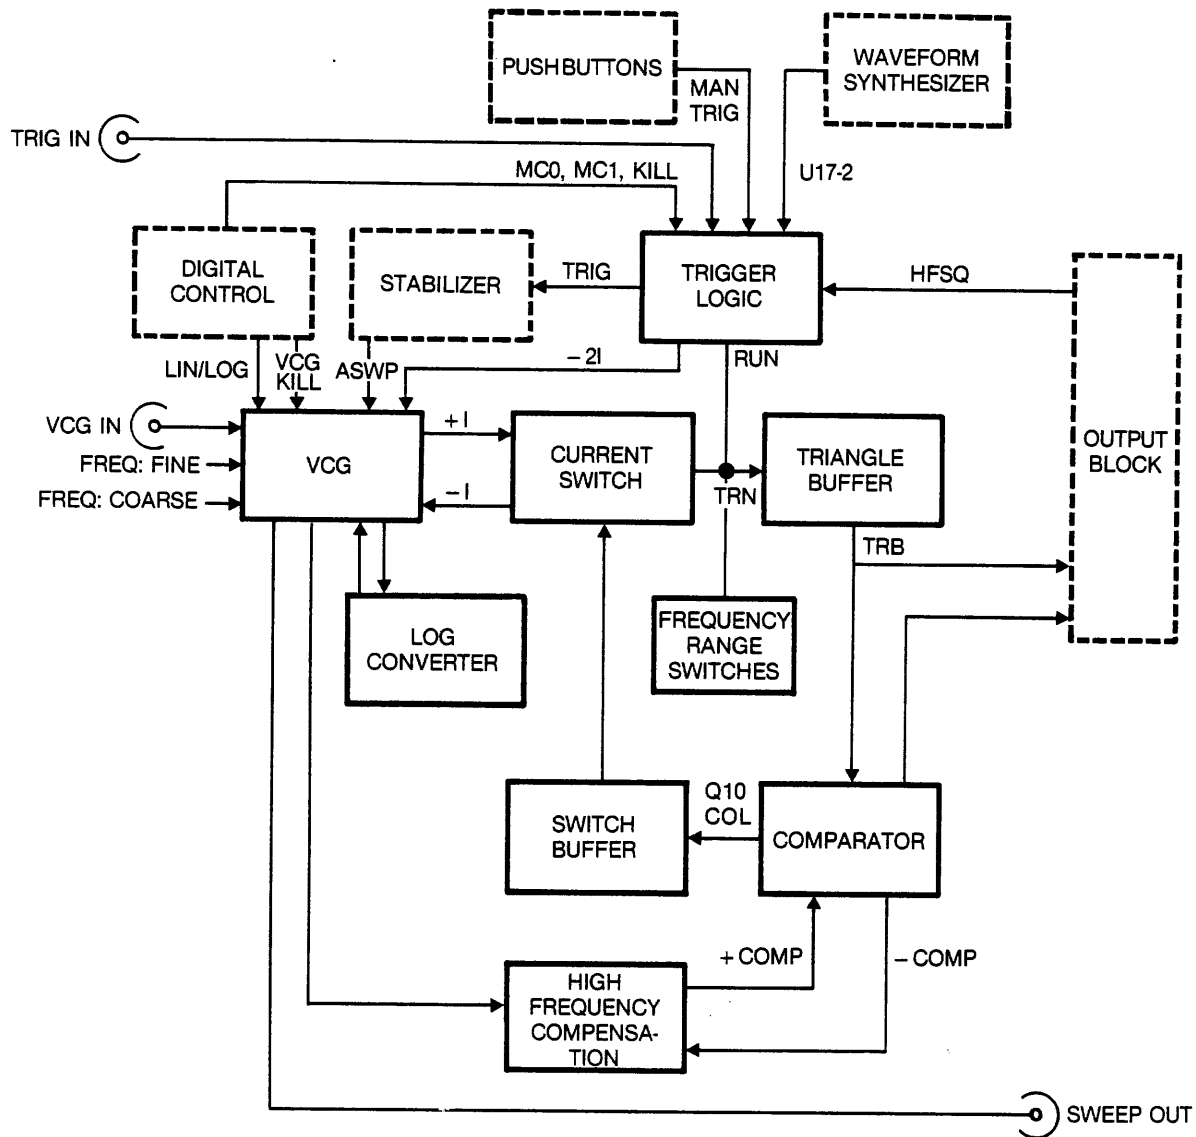 PUSHBUTTONS
WAVEFORM
SYNTHESIZER
MAN
TRIG
TRIG IN
MC0, MC1, KILL
U17-2
DIGITAL
CONTROL
STABILIZER
TRIG
TRIGGER
LOGIC
HFSQ
LIN/LOG
VCG
KILL
ASWP
– 2I
RUN
VCG IN
FREQ: FINE
FREQ: COARSE
VCG
+ I
– I
CURRENT
SWITCH
TRN
TRIANGLE
BUFFER
OUTPUT
BLOCK
TRB
LOG
CONVERTER
FREQUENCY
RANGE
SWITCHES
SWITCH
BUFFER
Q10
COL
COMPARATOR
+ COMP
– COMP
HIGH
FREQUENCY
COMPENSA-
TION
SWEEP OUT